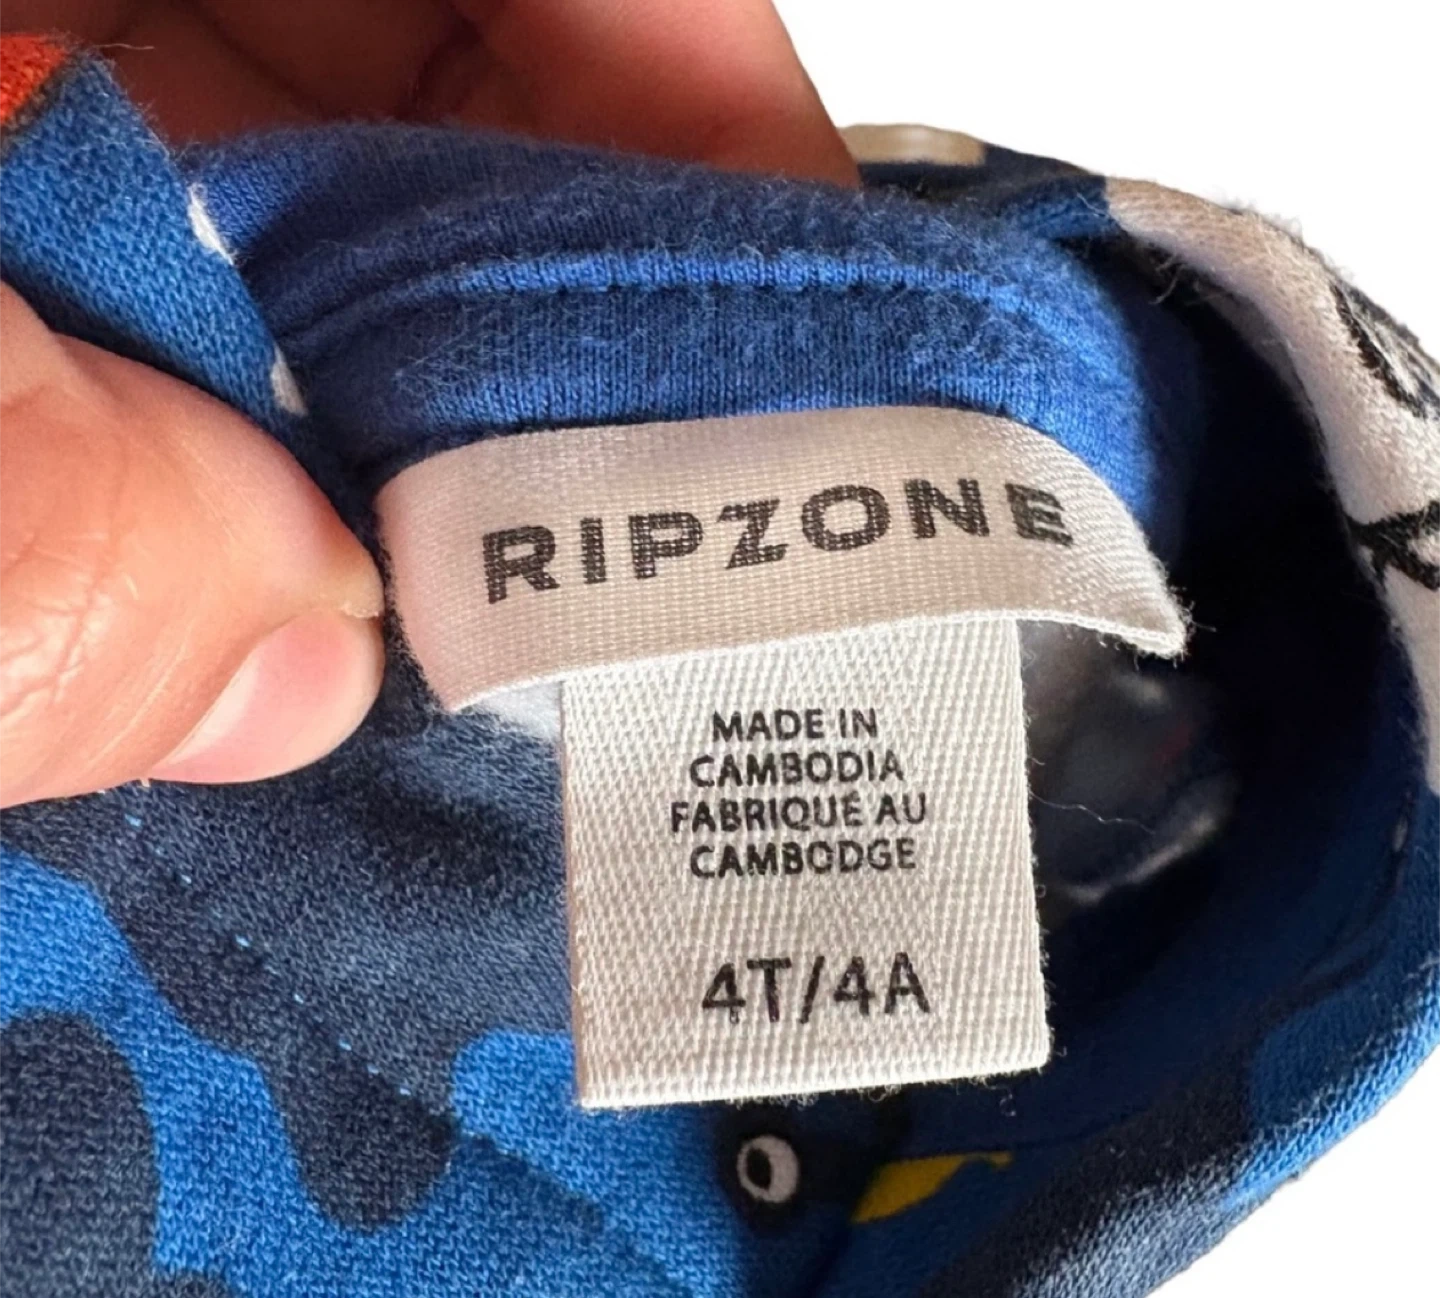 RIPZONE
MADE IN
CAMBODIA
FABRIQUÉ AU
CAMBODGE
4T/4A